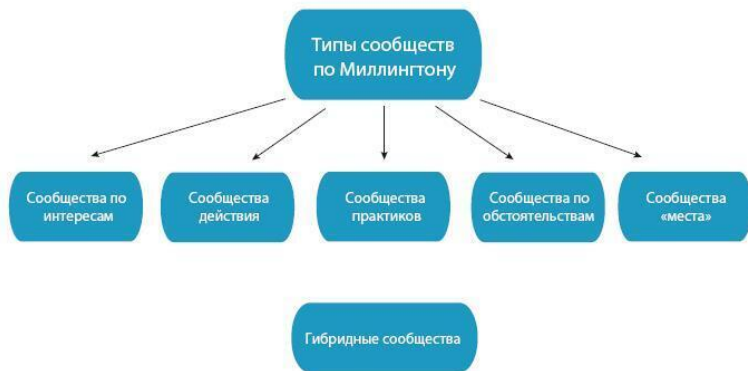 Типы сообществ
по Миллингтону
Сообщества по
интересам
Сообщества
действия
Сообщества
практиков
Сообщества по
обстоятельствам
Сообщества
«места»
Гибридные сообщества